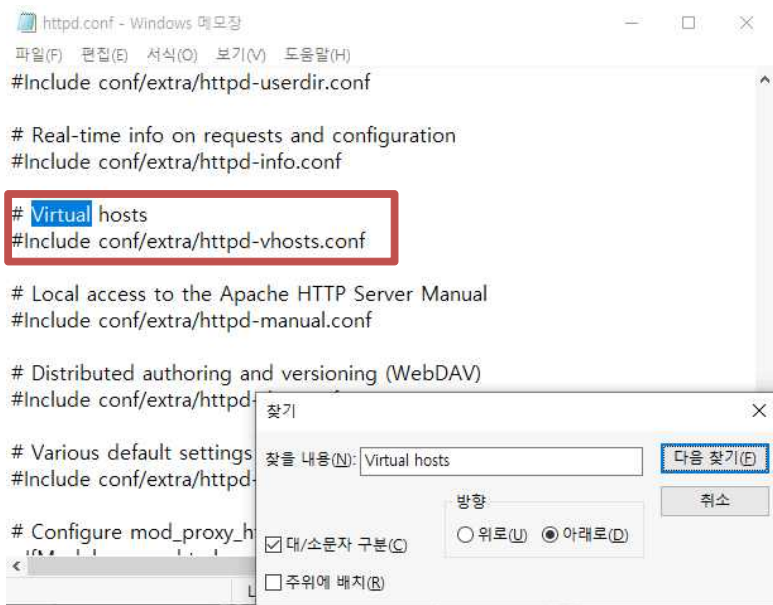 httpd.conf - Windows 메모장
파일(F) 편집(E) 서식(O) 보기(V) 도움말(H)
#Include conf/extra/httpd-userdir.conf
# Real-time info on requests and configuration
#Include conf/extra/httpd-info.conf
# Virtual hosts
#Include conf/extra/httpd-vhosts.conf
# Local access to the Apache HTTP Server Manual
#Include conf/extra/httpd-manual.conf
# Distributed authoring and versioning (WebDAV)
#Include conf/extra/httpd-
# Various default settings
#Include conf/extra/httpd-
# Configure mod_proxy_h
찾기
찾을 내용(N): Virtual hosts
다음 찾기(F)
방향
취소
대/소문자 구분(C)
위로(U) 아래로(D)
주위에 배치(R)